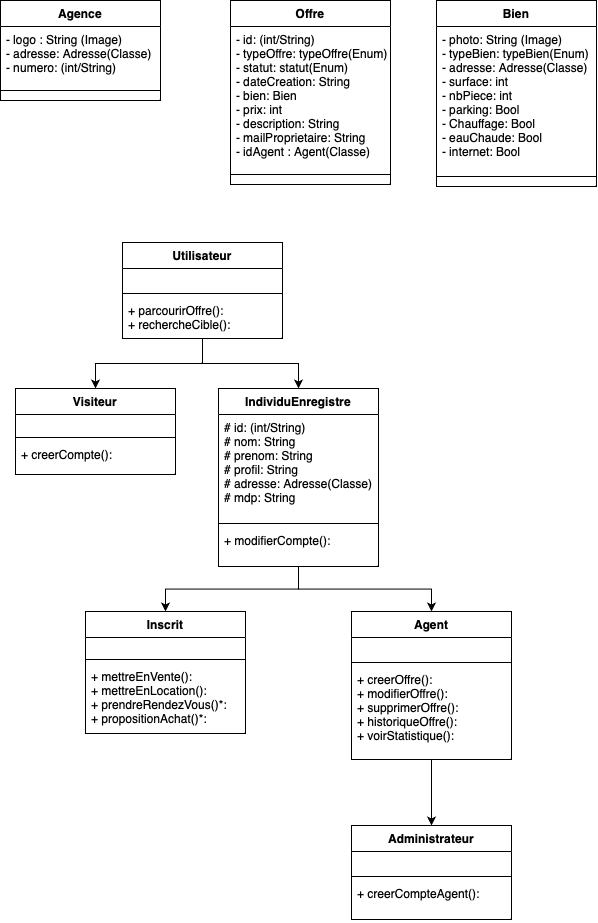 Agence
- logo : String (Image)
- adresse: Adresse(Classe)
- numero: (int/String)
Offre
- id: (int/String)
- typeOffre: typeOffre(Enum)
- statut: statut(Enum)
- dateCreation: String
- bien: Bien
- prix: int
- description: String
- mailProprietaire: String
- idAgent : Agent(Classe)
Bien
- photo: String (Image)
- typeBien: typeBien(Enum)
- adresse: Adresse(Classe)
- surface: int
- nbPiece: int
- parking: Bool
- Chauffage: Bool
- eauChaude: Bool
- internet: Bool
Utilisateur
+ parcourirOffre():
+ rechercheCible():
Visiteur
+ creerCompte():
IndividuEnregistre
# id: (int/String)
# nom: String
# prenom: String
# profil: String
# adresse: Adresse(Classe)
# mdp: String
+ modifierCompte():
Inscrit
+ mettreEnVente():
+ mettreEnLocation():
+ prendreRendezVous()*:
+ propositionAchat()*:
Agent
+ creerOffre():
+ modifierOffre():
+ supprimerOffre():
+ historiqueOffre():
+ voirStatistique():
Administrateur
+ creerCompteAgent():